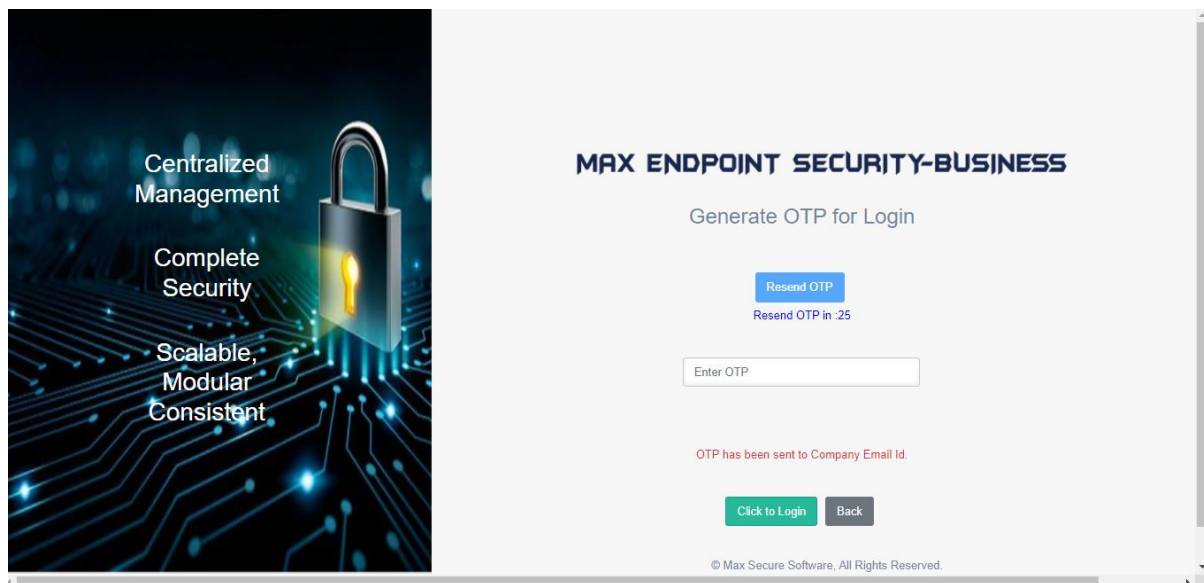 Centralized
Management
Complete
Security
Scalable,
Modular
Consistent
MAX ENDPOINT SECURITY-BUSINESS
Generate OTP for Login
Resend OTP
Resend OTP in :25
Enter OTP
OTP has been sent to Company Email Id.
Click to Login Back
© Max Secure Software, All Rights Reserved.